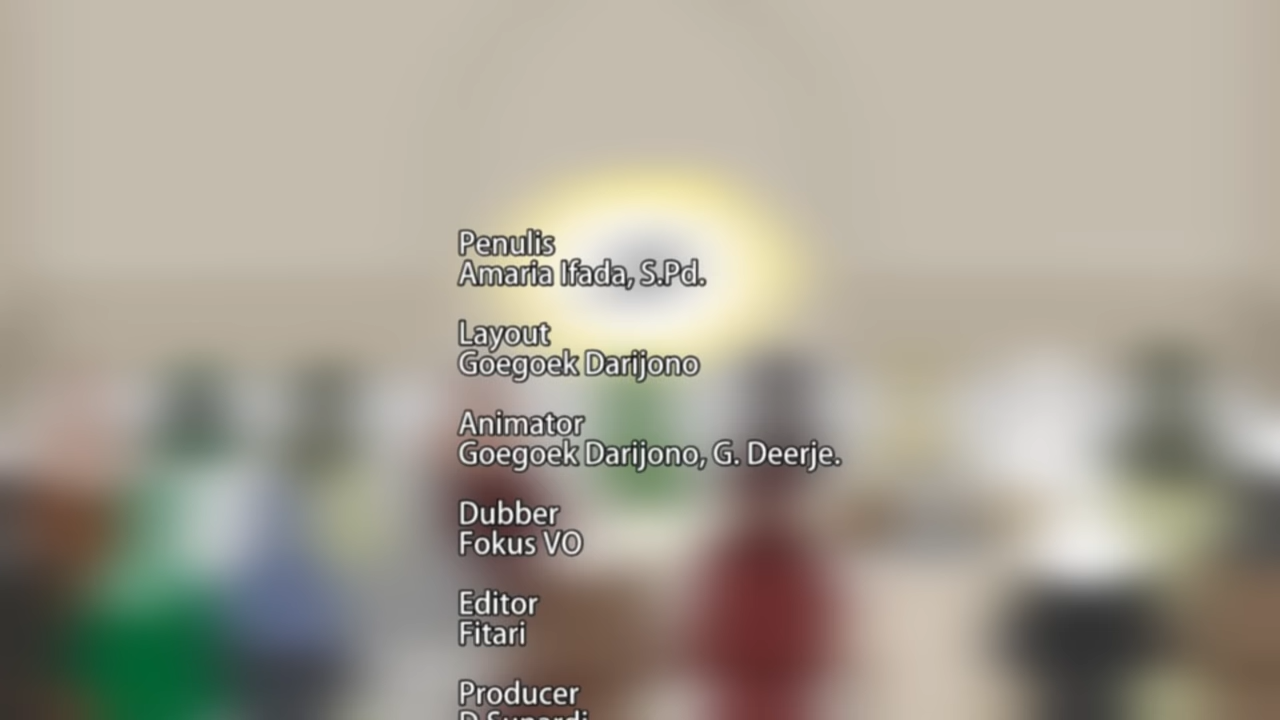 Penulis
Amaria Ifada, S.Pd.
Layout
Goegoek Darijono
Animator
Goegoek Darijono, G. Deerje.
Dubber
Fokus VO
Editor
Fitari
Producer